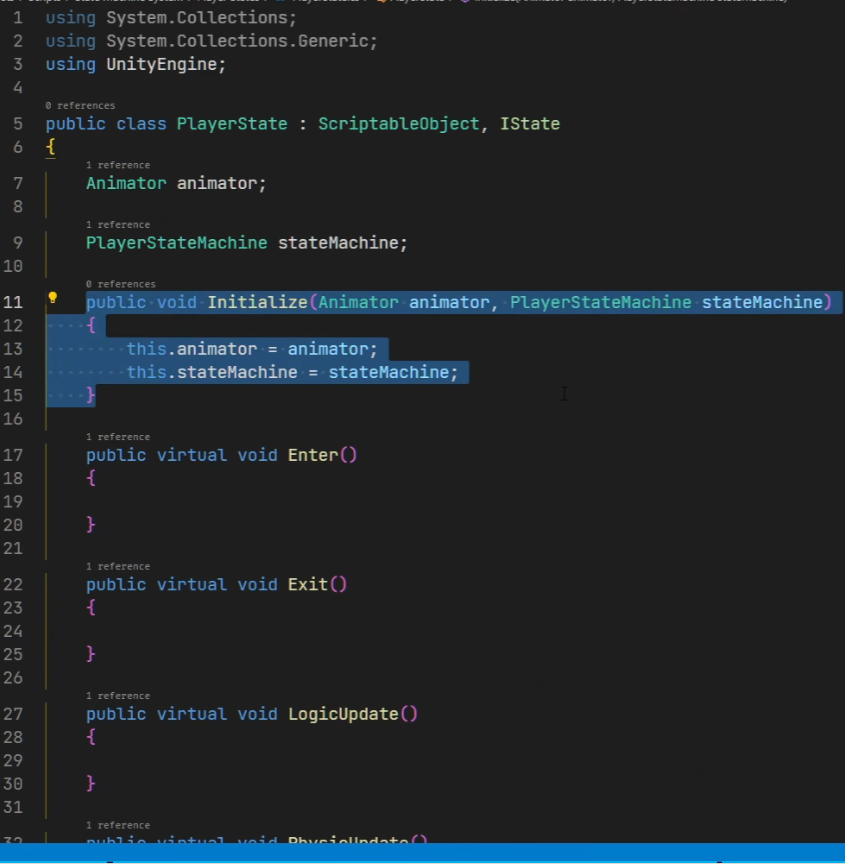 1 using System.Collections;
2 using System.Collections.Generic;
3 using UnityEngine;
4
0 references
5 public class PlayerState : ScriptableObject, IState
6 {
1 reference
7 Animator animator;
8
1 reference
9 PlayerStateMachine stateMachine;
10
0 references
11 public void Initialize(Animator animator, PlayerStateMachine stateMachine)
12 {
13 this.animator = animator;
14 this.stateMachine = stateMachine;
15 }
16
1 reference
17 public virtual void Enter()
18 {
19
20 }
21
1 reference
22 public virtual void Exit()
23 {
24
25 }
26
1 reference
27 public virtual void LogicUpdate()
28 {
29
30 }
31
1 reference
32 public virtual void PhysicUpdate()